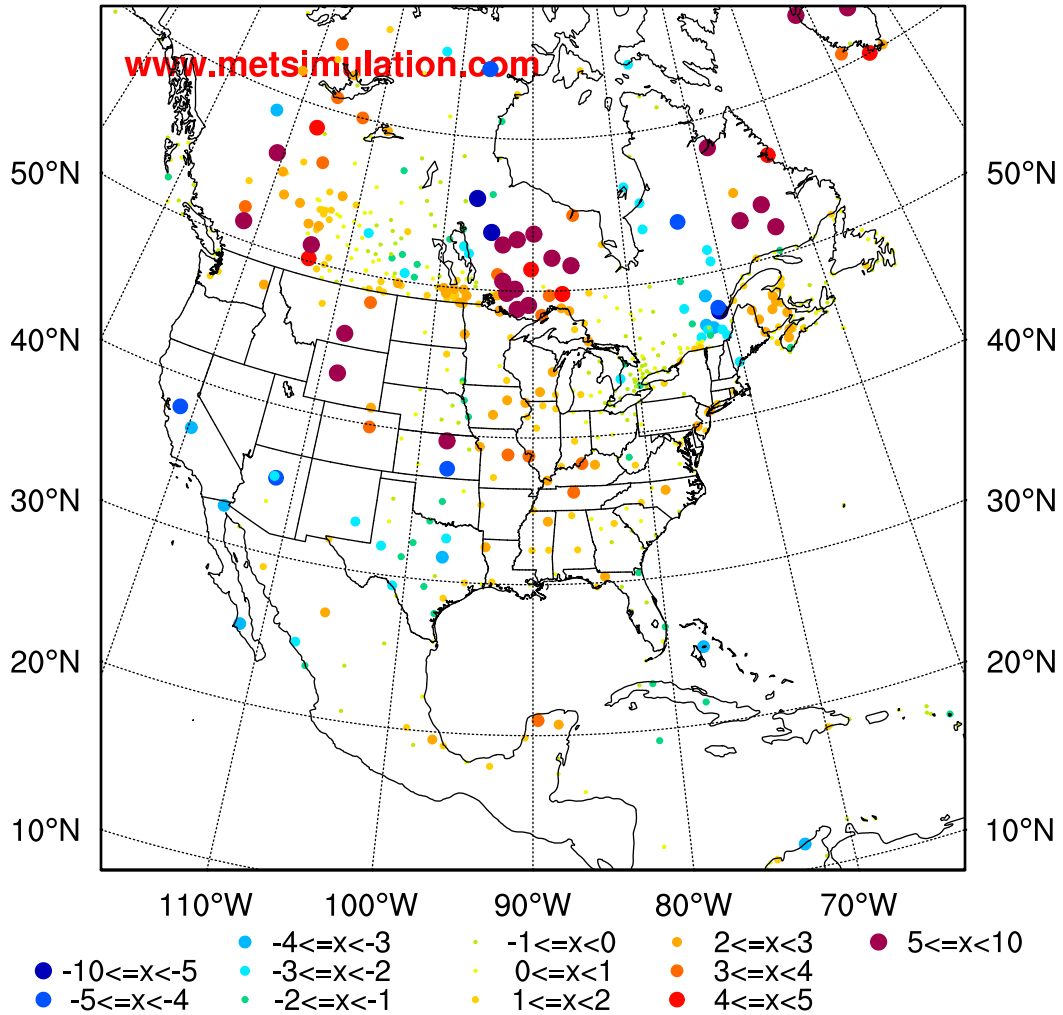 www.metsimulation.com
50°N 50°N
40°N 40°N
30°N 30°N
20°N 20°N
10°N 10°N
110°W 100°W 90°W 80°W 70°W
-4<=x<-3 -1<=x<0 2<=x<3 5<=x<10
-10<=x<-5 -3<=x<-2 0<=x<1 3<=x<4
-5<=x<-4 -2<=x<-1 1<=x<2 4<=x<5